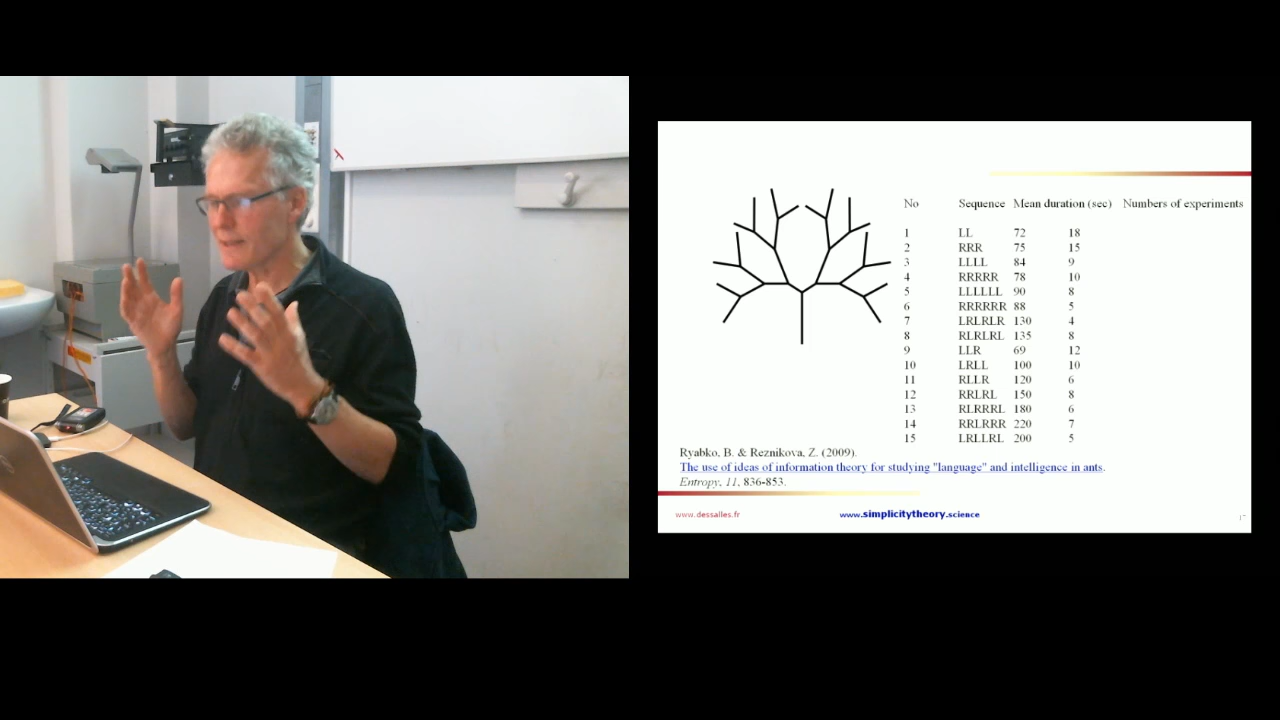 No Sequence Mean duration (sec) Numbers of experiments
1 LL 72 18
2 RRR 75 15
3 LLLL 84 9
4 RRRRR 78 10
5 LLLLLL 90 8
6 RRRRRR 88 5
7 LRLRLR 130 4
8 RLRLRL 135 8
9 LLR 69 12
10 LRLL 100 10
11 RLLR 120 6
12 RRLRL 150 8
13 RLRRRL 180 6
14 RRLRRR 220 7
15 LRLLRL 200 5
Ryabko, B. & Reznikova, Z. (2009).
The use of ideas of information theory for studying "language" and intelligence in ants.
Entropy, 11, 836-853.
www.dessalles.fr www.simplicitytheory.science